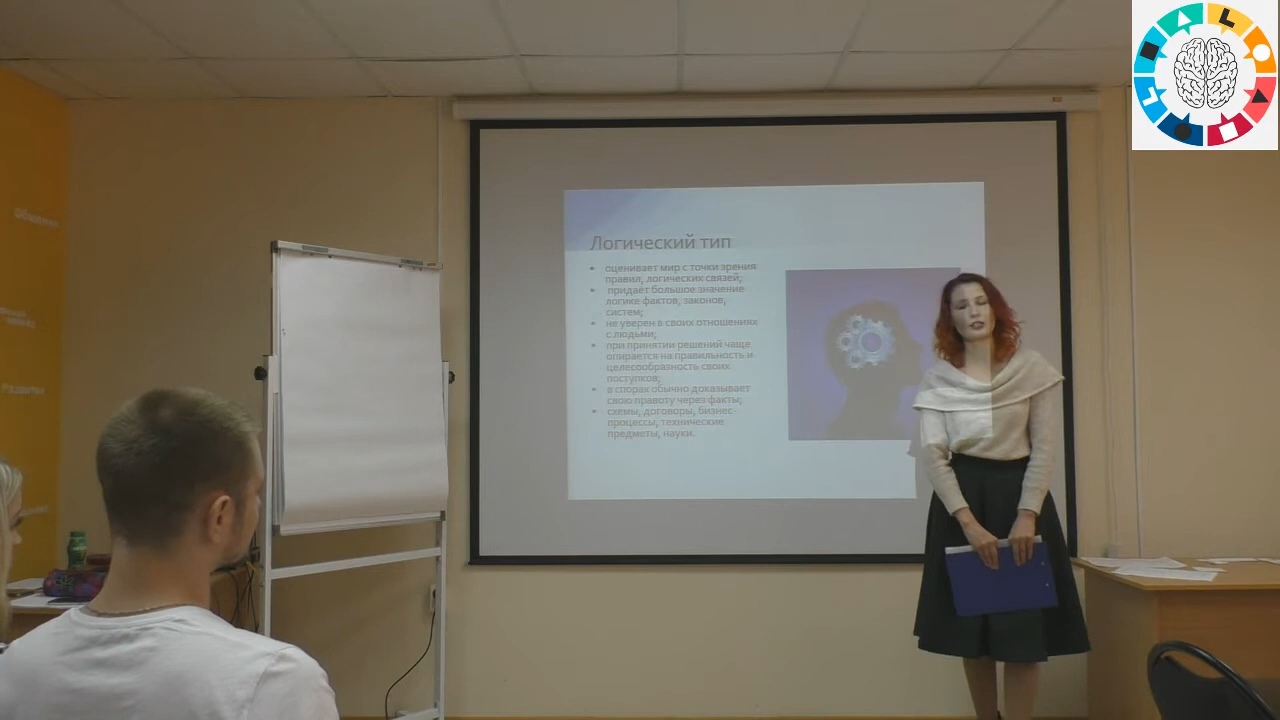 Логический тип
оценивает мир с точки зрения
правил, логических связей;
придаёт большое значение
логике фактов, законов,
систем;
не уверен в своих отношениях
с людьми;
при принятии решений чаще
опирается на правильность и
целесообразность своих
поступков;
в спорах обычно доказывает
свою правоту через факты;
схемы, договоры, бизнес-
процессы, технические
предметы, науки.